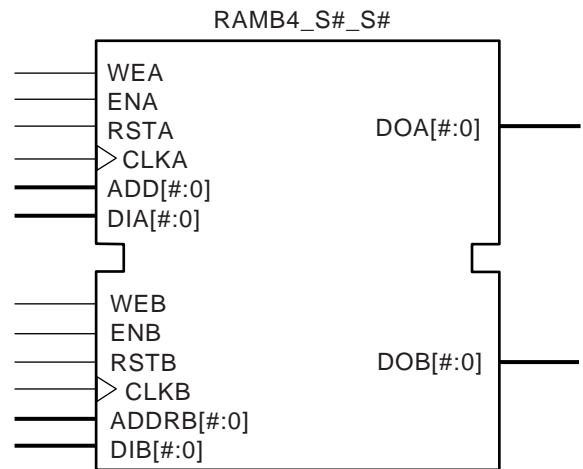 RAMB4_S#_S#
WEA
ENA
RSTA
DOA[#:0]
CLKA
ADD[#:0]
DIA[#:0]
WEB
ENB
RSTB
DOB[#:0]
CLKB
ADDRB[#:0]
DIB[#:0]